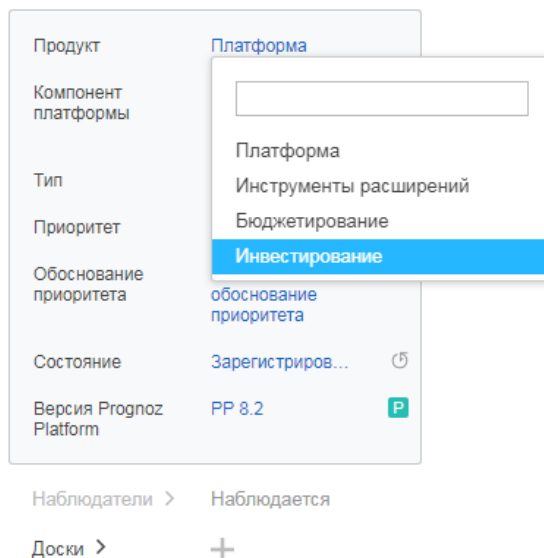 Продукт Платформа
Компонент
платформы
Платформа
Тип
Инструменты расширений
Приоритет
Бюджетирование
Инвестирование
Обоснование
приоритета
обоснование
приоритета
Состояние Зарегистриров...
Версия Prognoz
Platform
PP 8.2 P
Наблюдатели > Наблюдается
Доски > +